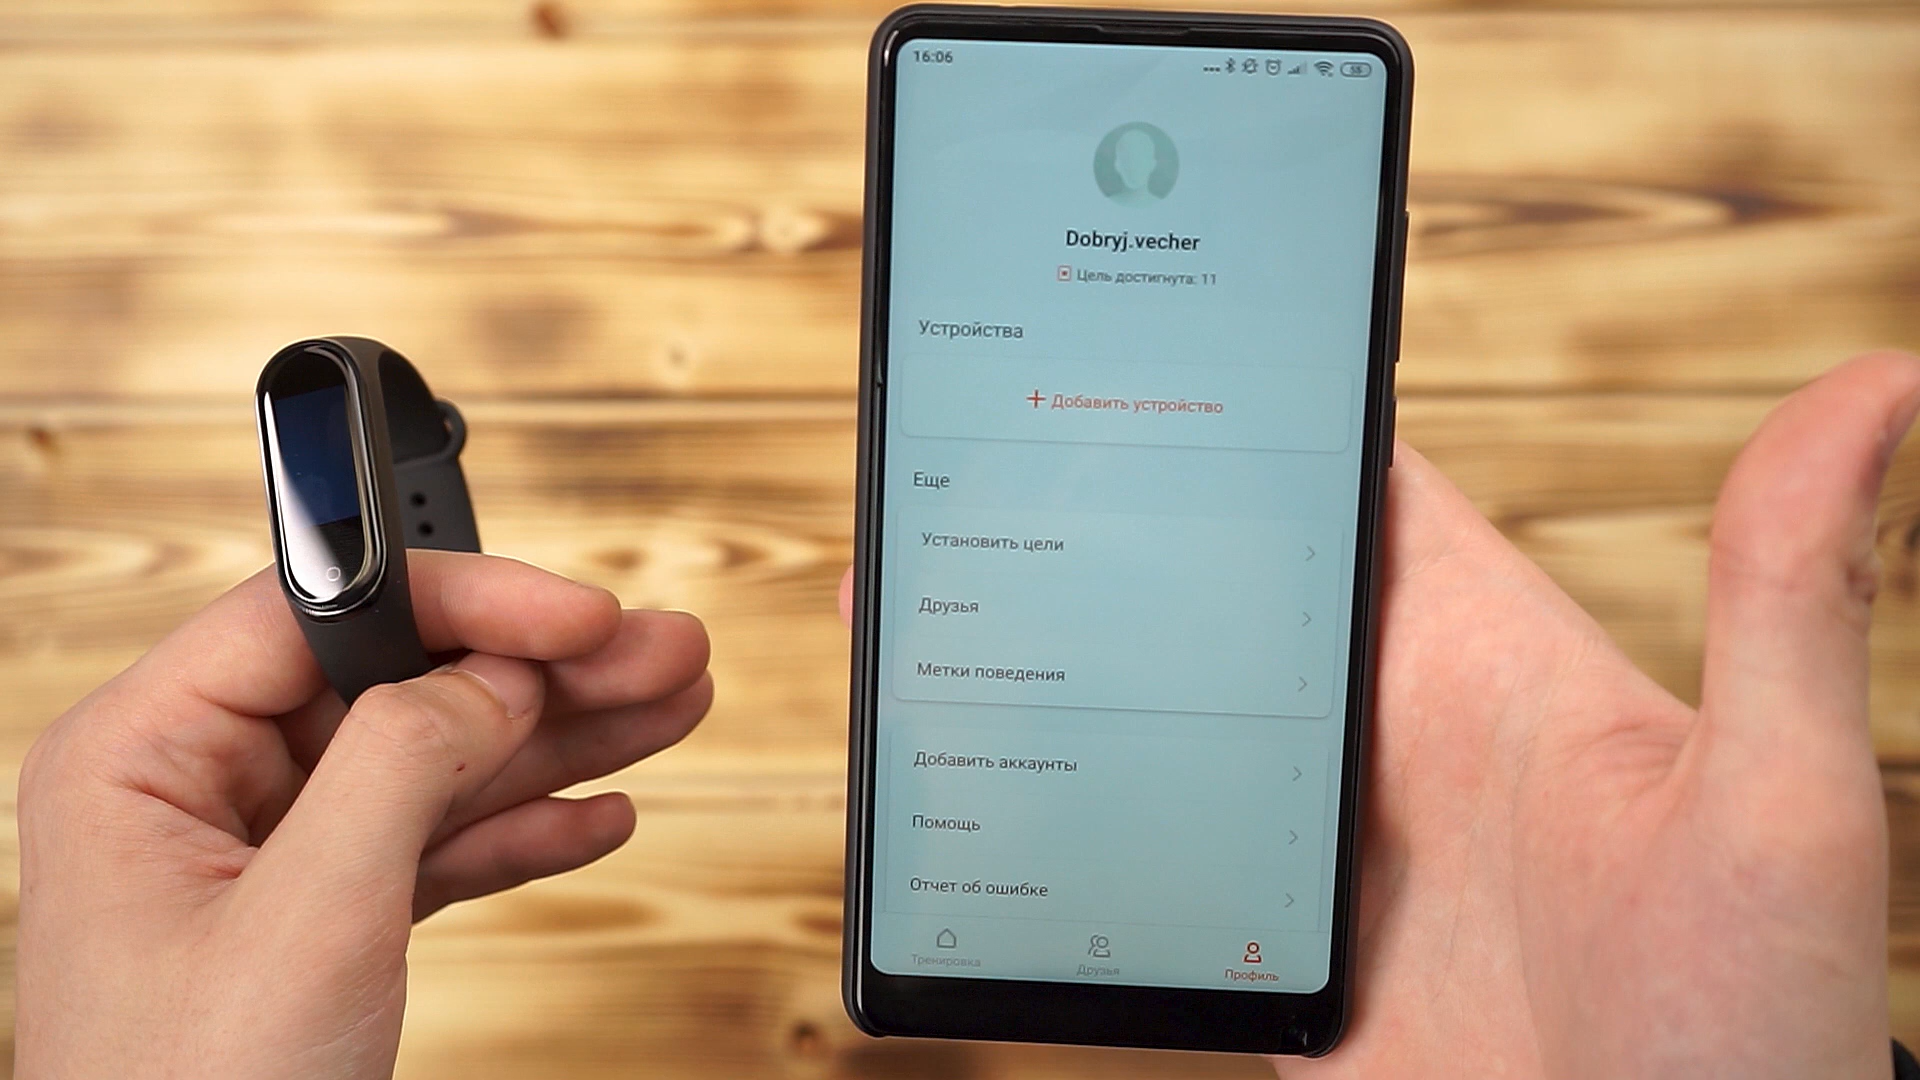 16:06
55
Dobryj.vecher
Цель достигнута: 11
Устройства
+ Добавить устройство
Еще
Установить цели
Друзья
Метки поведения
Добавить аккаунты
Помощь
Отчет об ошибке
Тренировка
Друзья
Профиль